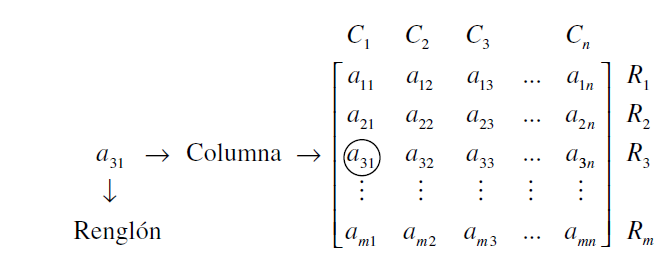 C1 C2 C3 Cn
a11 a12 a13 ... a1n R1
a21 a22 a23 ... a2n R2
a31 → Columna → a31 a32 a33 ... a3n R3
↓ ⋮ ⋮ ⋮ ⋮ ⋮
Renglón am1 am2 am3 ... amn Rm